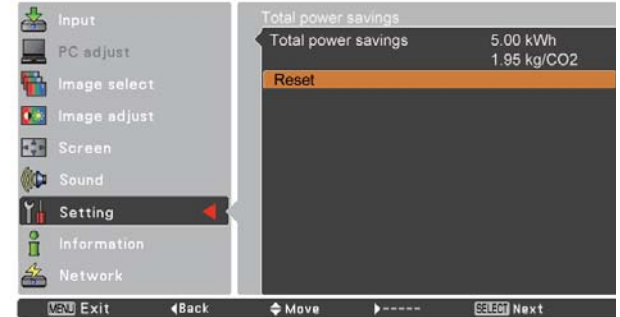 Input
PC adjust
Image select
Image adjust
Screen
Sound
Setting
Information
Network
Total power savings
Total power savings 5.00 kWh
1.95 kg/CO2
Reset
MENU Exit ◀Back Move ▶----- SELECT Next